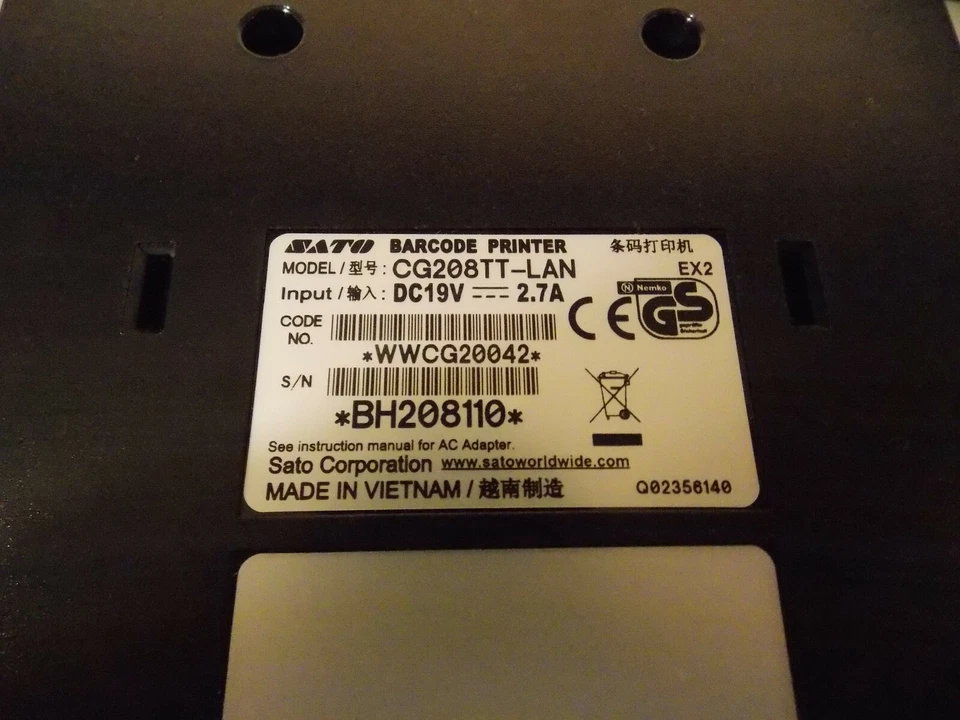 SATO BARCODE PRINTER 条码打印机
MODEL / 型号 : CG208TT-LAN EX2
Input / 输入 : DC19V 2.7A
N Nemko
CE GS
CODE NO.
*WWCG20042*
S/N
*BH208110*
See instruction manual for AC Adapter.
Sato Corporation www.satoworldwide.com
MADE IN VIETNAM / 越南制造 Q02356140